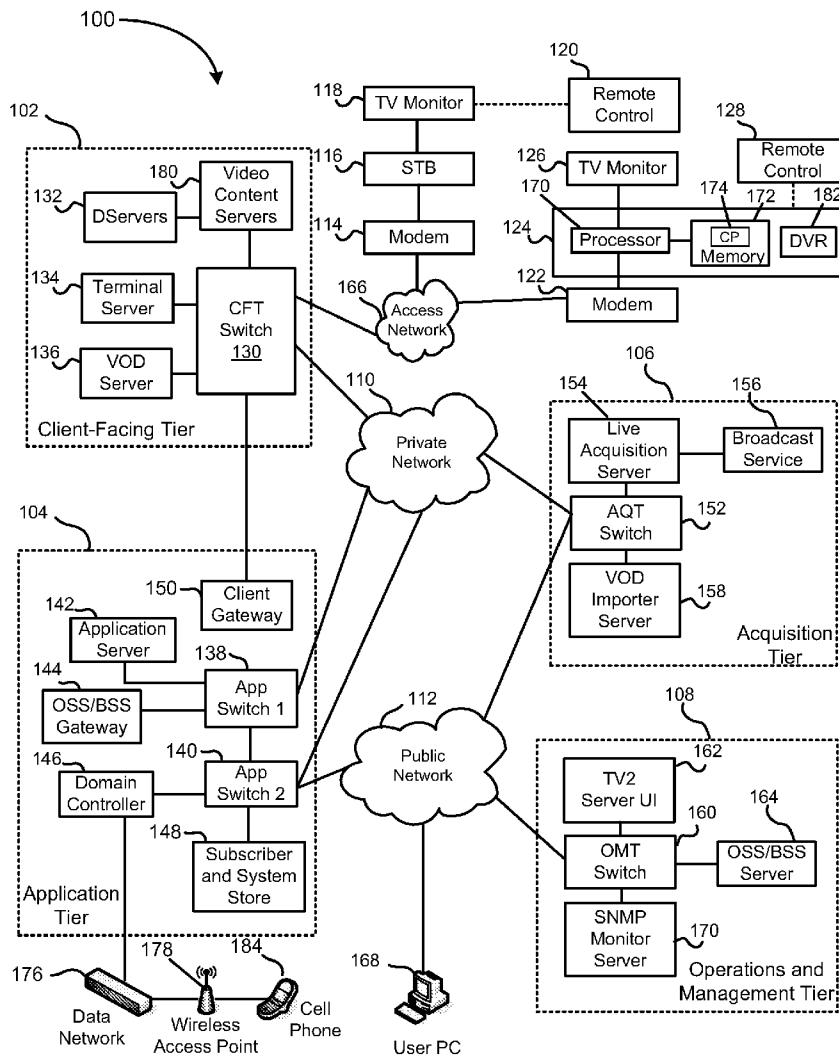 100
120
118
TV Monitor
Remote
Control
102
128
116
STB
126
TV Monitor
Remote
Control
180
Video
Content
Servers
132
DServers
170
174
172
182
114
Modem
124
Processor
CP
Memory
DVR
134
Terminal
Server
166
Access
Network
122
Modem
CFT
Switch
130
136
VOD
Server
Client-Facing Tier
110
Private
Network
106
154
156
Live
Acquisition
Server
Broadcast
Service
AQT
Switch
152
104
VOD
Importer
Server
158
Acquisition
Tier
150
Client
Gateway
142
Application
Server
138
144
OSS/BSS
Gateway
App
Switch 1
112
108
140
Public
Network
146
Domain
Controller
App
Switch 2
TV2
Server UI
162
148
160
164
Subscriber
and System
Store
OMT
Switch
OSS/BSS
Server
Application
Tier
SNMP
Monitor
Server
170
Operations and
Management Tier
176
178
184
168
Data
Network
Wireless
Access Point
Cell
Phone
User PC